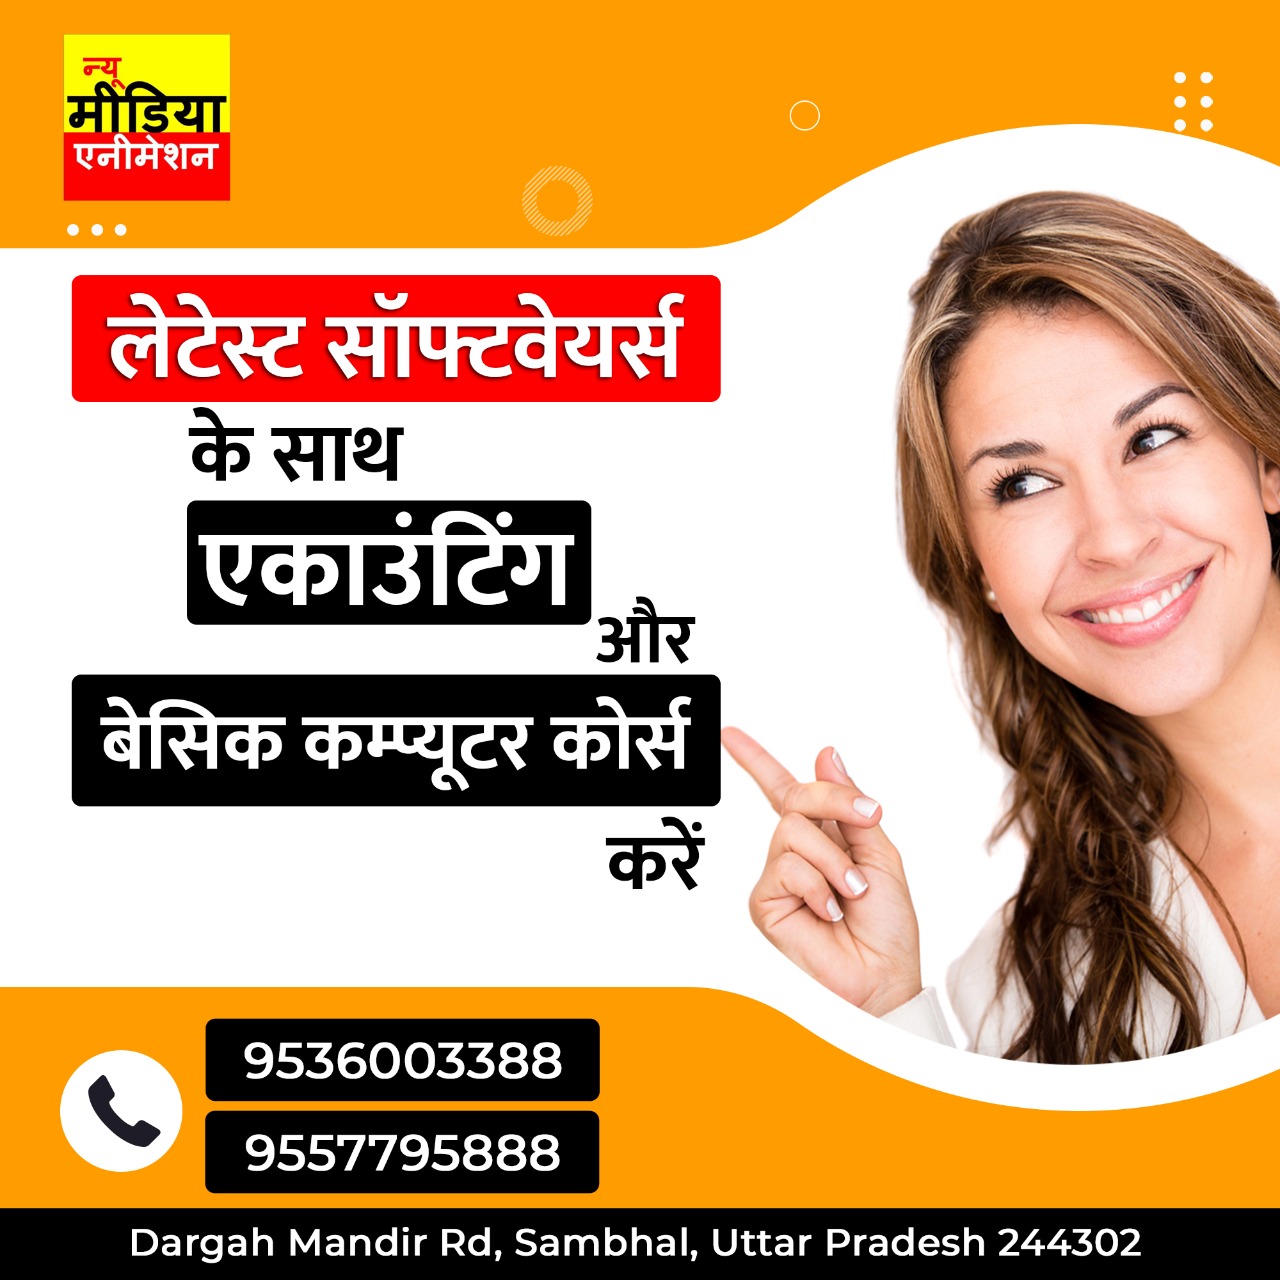 न्यू
मीडिया
एनीमेशन
लेटेस्ट सॉफ्टवेयर्स
के साथ
एकाउंटिंग
और
बेसिक कम्प्यूटर कोर्स
करें
9536003388
9557795888
Dargah Mandir Rd, Sambhal, Uttar Pradesh 244302